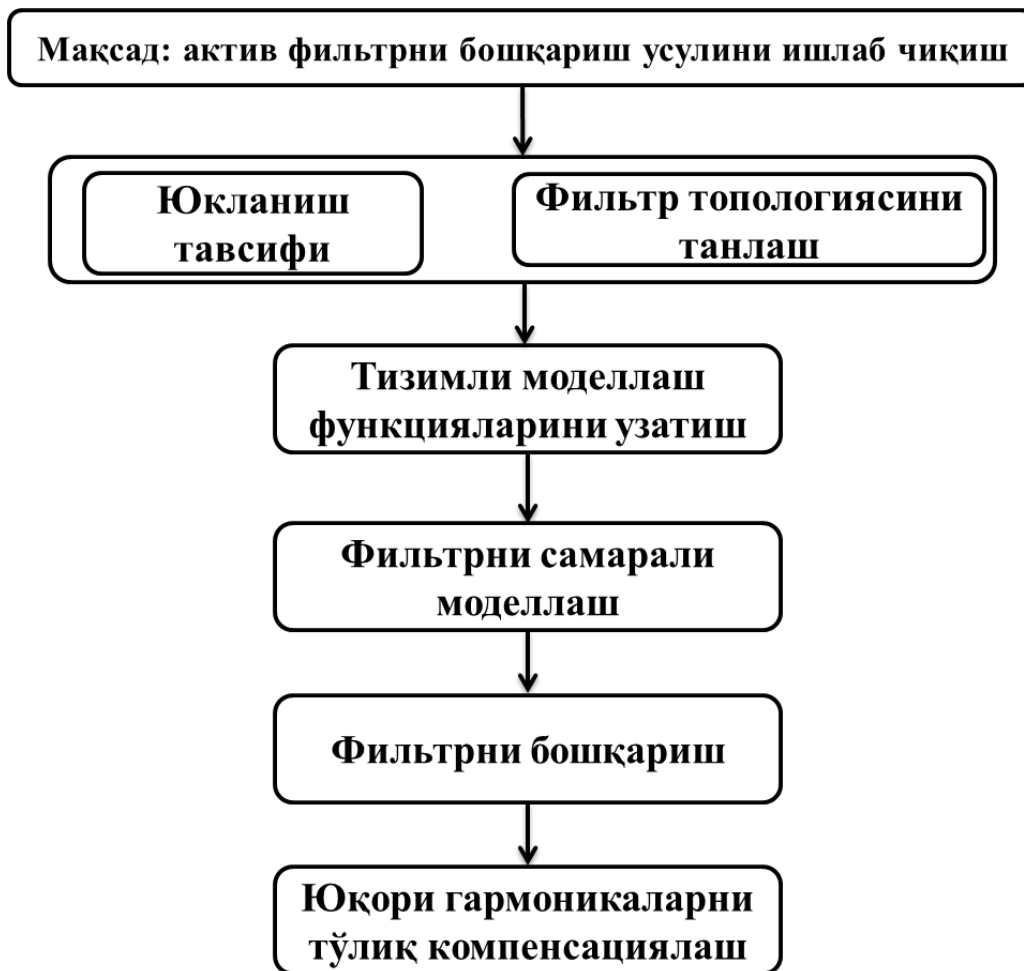 Мақсад: актив фильтрни бошқариш усулини ишлаб чиқиш
Юкланиш
тавсифи
Фильтр топологиясини
танлаш
Тизимли моделлаш
функцияларини узатиш
Фильтрни самарали
моделлаш
Фильтрни бошқариш
Юқори гармоникаларни
тўлиқ компенсациялаш